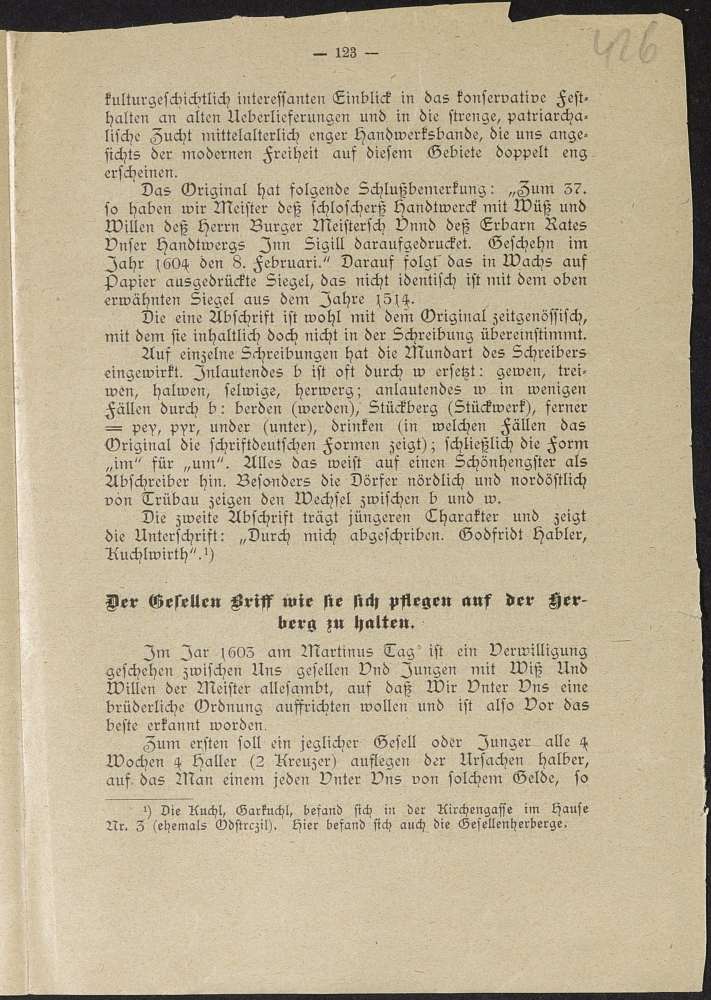 — 123 —
426
kulturgeschichtlich interessanten Einblick in das konservative Fest-
halten an alten Ueberlieferungen und in die strenge, patriarcha-
lische Zucht mittelalterlich enger Handwerksbande, die uns ange-
sichts der modernen Freiheit auf diesem Gebiete doppelt eng
erscheinen.
Das Original hat folgende Schlußbemerkung: „Zum 37.
so haben wir Meister deß schloscherß Handtwerck mit Wüß und
Willen deß Herrn Burger Meistersch Vnnd deß Erbarn Rates
Vnser Handtwergs Inn Sigill daraufgedrucket. Geschehn im
Jahr 1604 den 8. Februari.“ Darauf folgt das in Wachs auf
Papier ausgedrückte Siegel, das nicht identisch ist mit dem oben
erwähnten Siegel aus dem Jahre 1514.
Die eine Abschrift ist wohl mit dem Original zeitgenössisch,
mit dem sie inhaltlich doch nicht in der Schreibung übereinstimmt.
Auf einzelne Schreibungen hat die Mundart des Schreibers
eingewirkt. Inlautendes b ist oft durch w ersetzt: gewen, trei-
wen, halwen, selwige, herwerg; anlautendes w in wenigen
Fällen durch b: berden (werden), Stückberg (Stückwerk), ferner
= pey, pyr, under (unter), drinken (in welchen Fällen das
Original die schriftdeutschen Formen zeigt); schließlich die Form
„im“ für „um“. Alles das weist auf einen Schönhengster als
Abschreiber hin. Besonders die Dörfer nördlich und nordöstlich
von Trübau zeigen den Wechsel zwischen b und w.
Die zweite Abschrift trägt jüngeren Charakter und zeigt
die Unterschrift: „Durch mich abgeschriben. Godfridt Habler,
Kuchlwirth“.¹)
Der Gesellen Briff wie sie sich pflegen auf der Her-
berg zu halten.
Im Jar 1603 am Martinus Tag ist ein Verwilligung
geschehen zwischen Uns gesellen Vnd Jungen mit Wiß Und
Willen der Meister allesambt, auf daß Wir Vnter Vns eine
brüderliche Ordnung auffrichten wollen und ist also Vor das
beste erkannt worden.
Zum ersten soll ein jeglicher Gesell oder Junger alle 4
Wochen 4 Haller (2 Kreuzer) auflegen der Ursachen halber,
auf das Man einem jeden Vnter Vns von solchem Gelde, so
¹) Die Kuchl, Garkuchl, befand sich in der Kirchengasse im Hause
Nr. 3 (ehemals Odstrczil). Hier befand sich auch die Gesellenherberge.